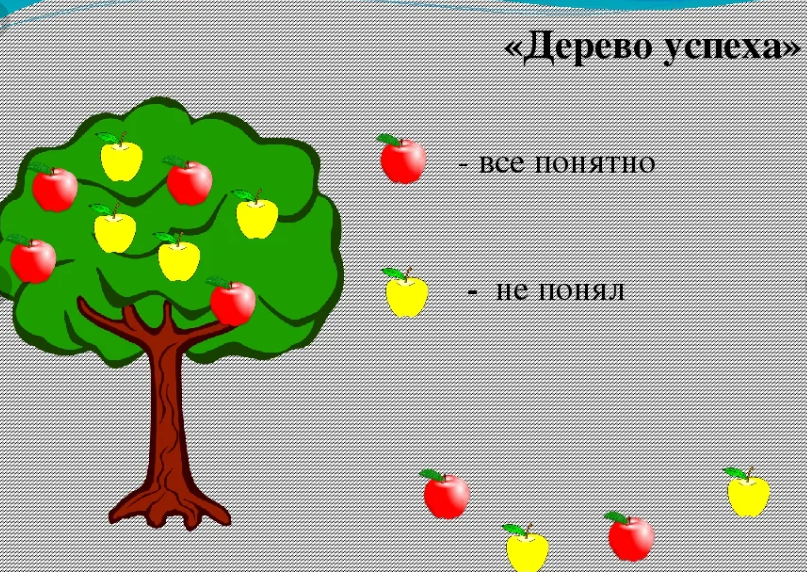 «Дерево успеха»
- все понятно
- не понял